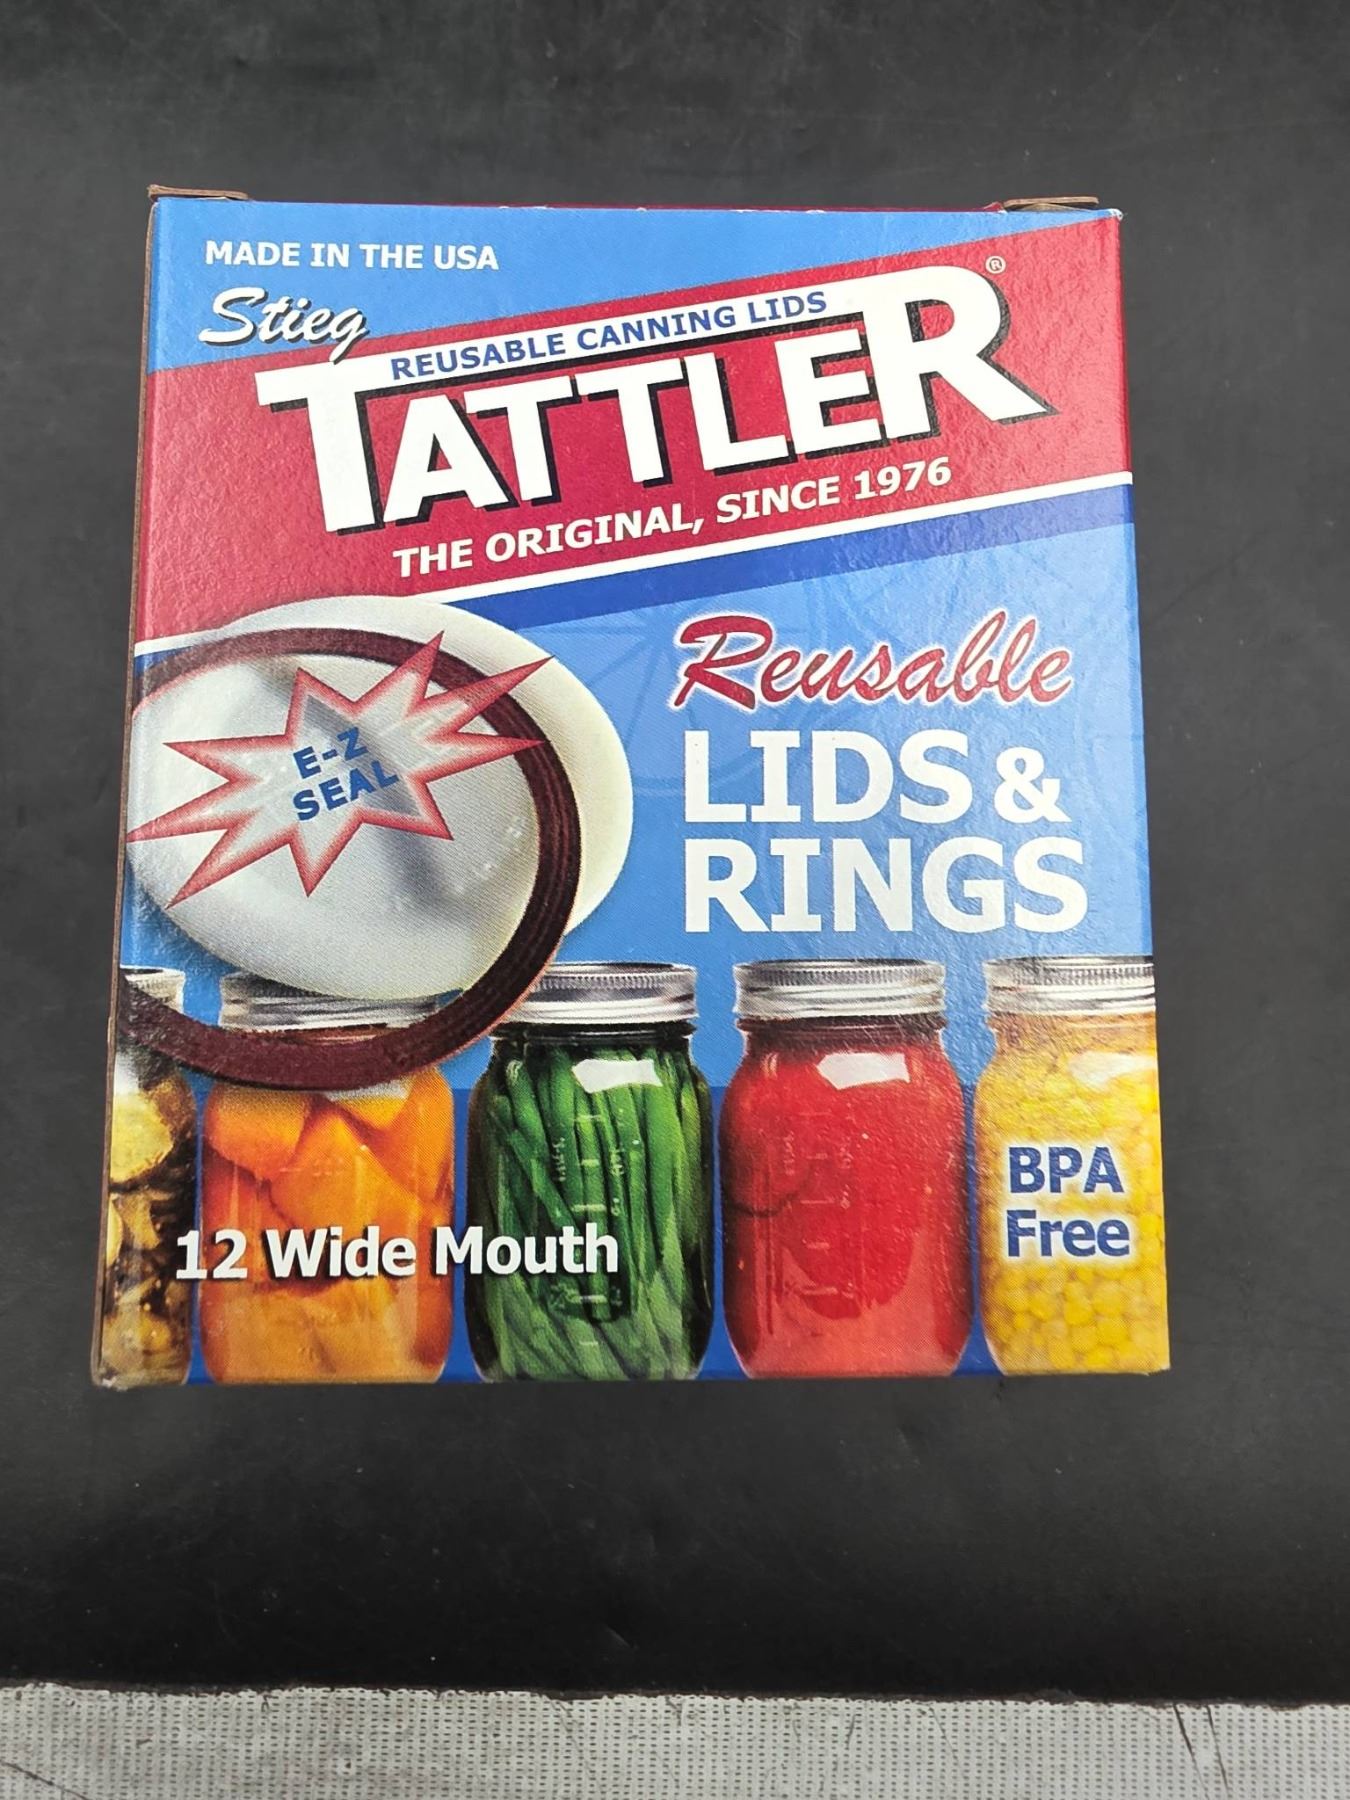 MADE IN THE USA
Stieg
REUSABLE CANNING LIDS
TATTLER®
THE ORIGINAL, SINCE 1976
Reusable
LIDS &
RINGS
E-Z
SEAL
BPA
Free
12 Wide Mouth